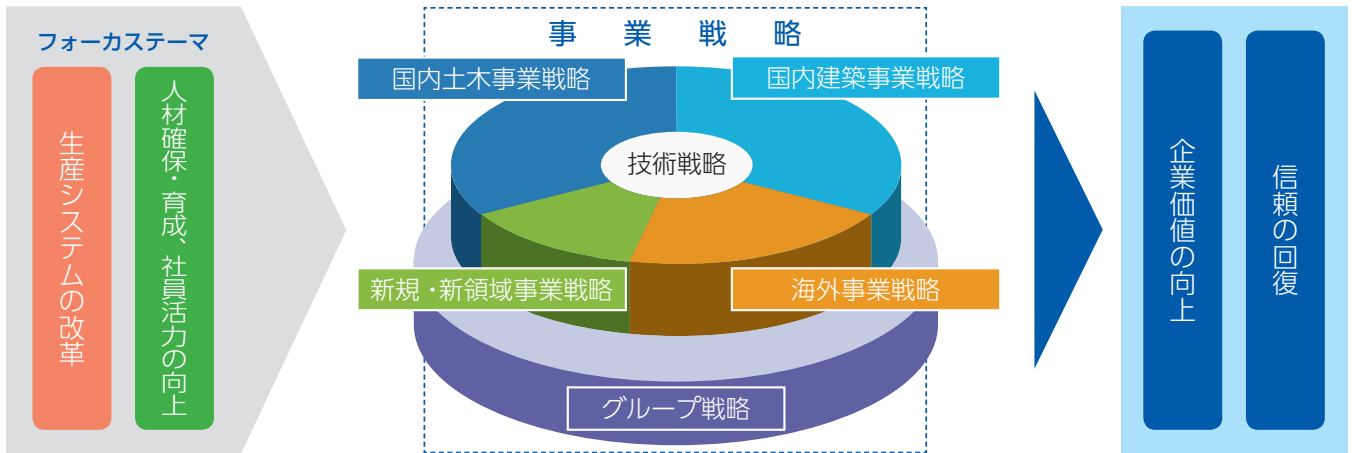 フォーカステーマ
生産システムの改革
人材確保・育成、社員活力の向上
事業戦略
国内土木事業戦略
国内建築事業戦略
技術戦略
新規・新領域事業戦略
海外事業戦略
グループ戦略
企業価値の向上
信頼の回復